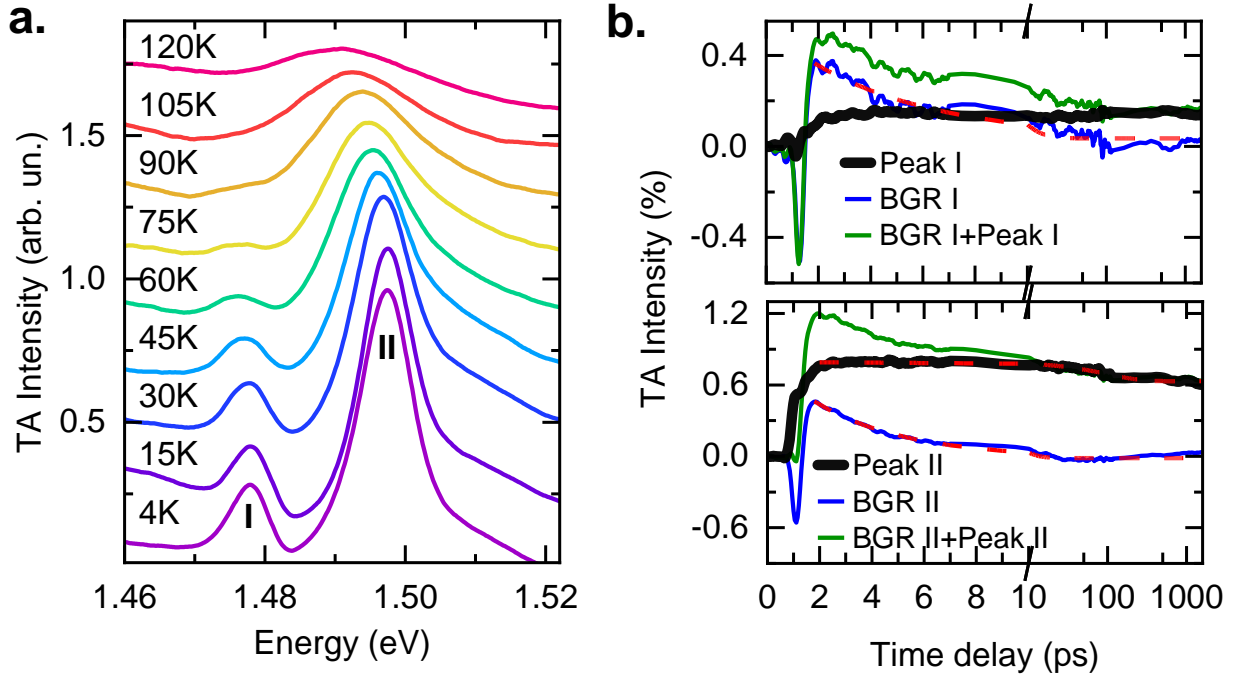 a.
120K
105K
90K
75K
60K
45K
30K
15K
4K
I
II
1.5
1.0
0.5
TA Intensity (arb. un.)
1.46
1.48
1.50
1.52
Energy (eV)
b.
0.4
0.0
-0.4
Peak I
BGR I
BGR I+Peak I
TA Intensity (%)
1.2
0.6
0.0
-0.6
Peak II
BGR II
BGR II+Peak II
0 2 4 6 8 10 100 1000
Time delay (ps)